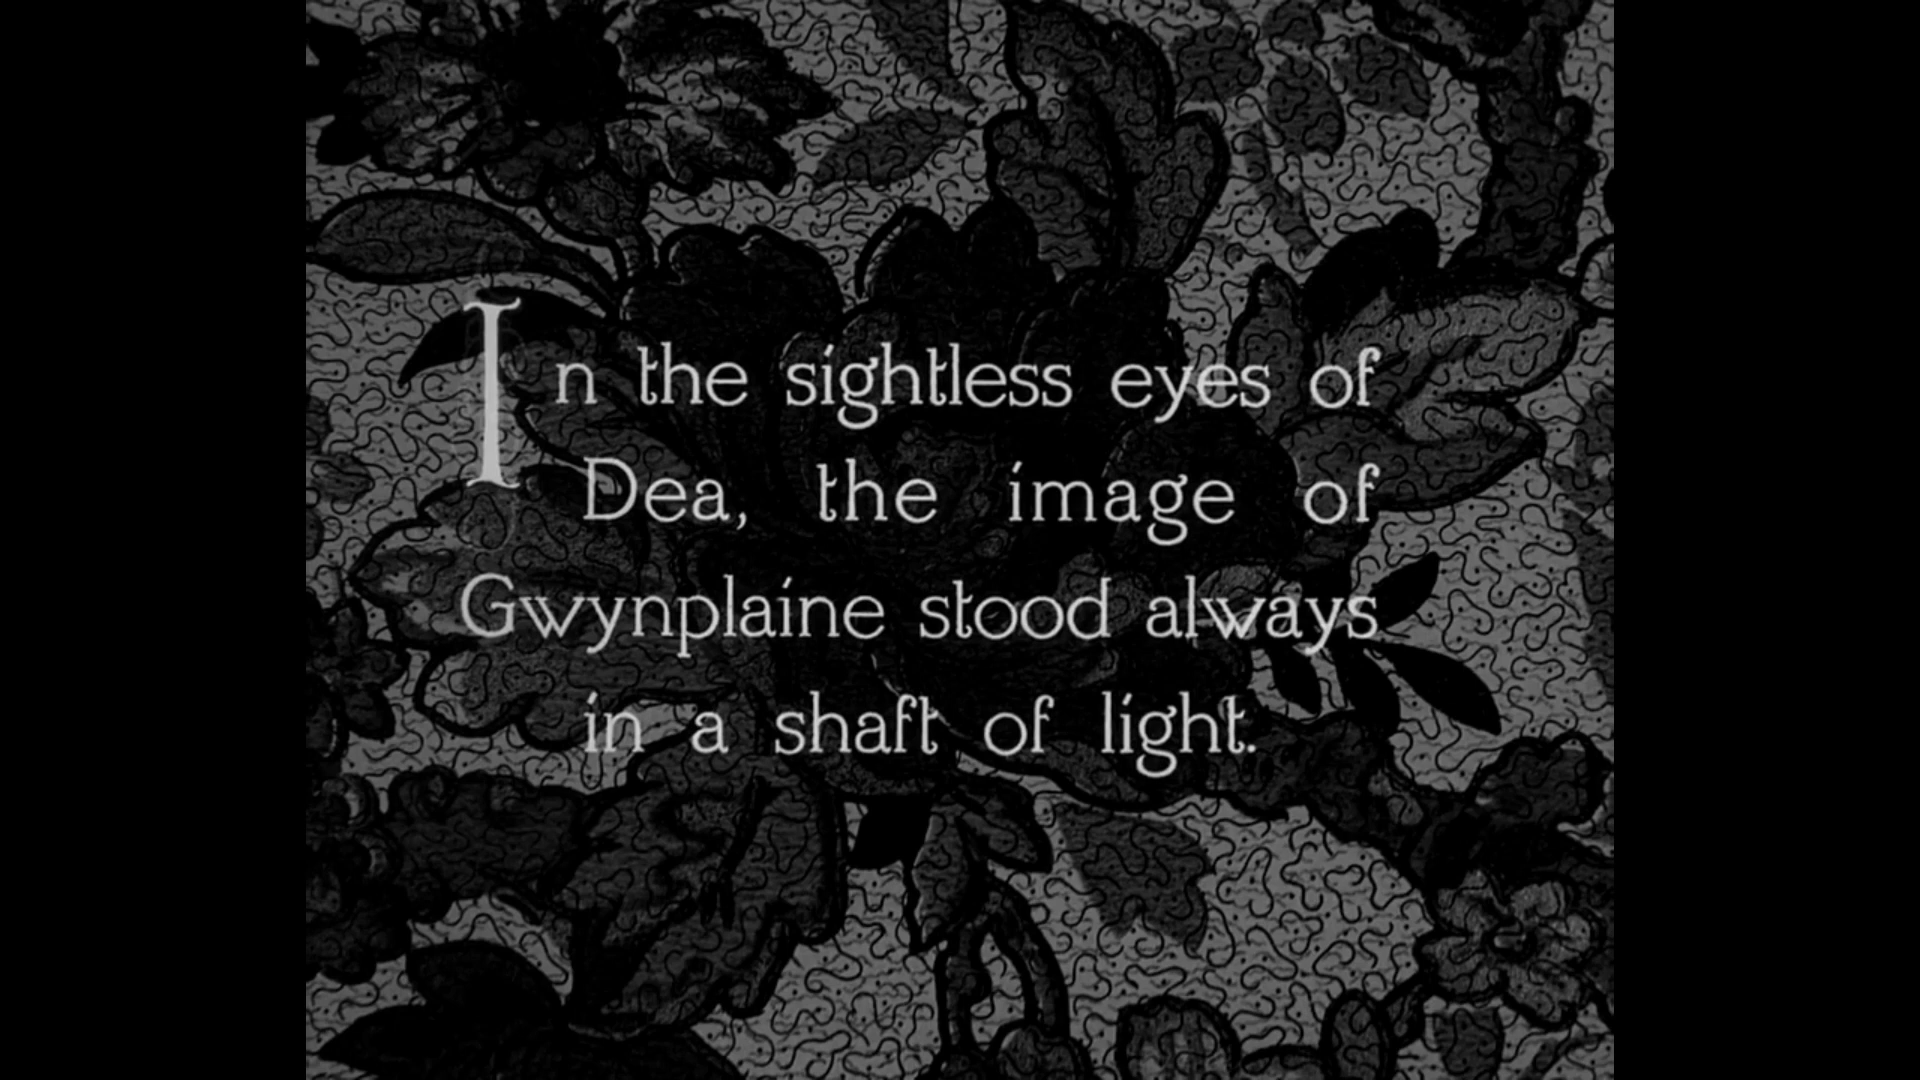 In the sightless eyes of
Dea, the image of
Gwynplaine stood always
in a shaft of light.